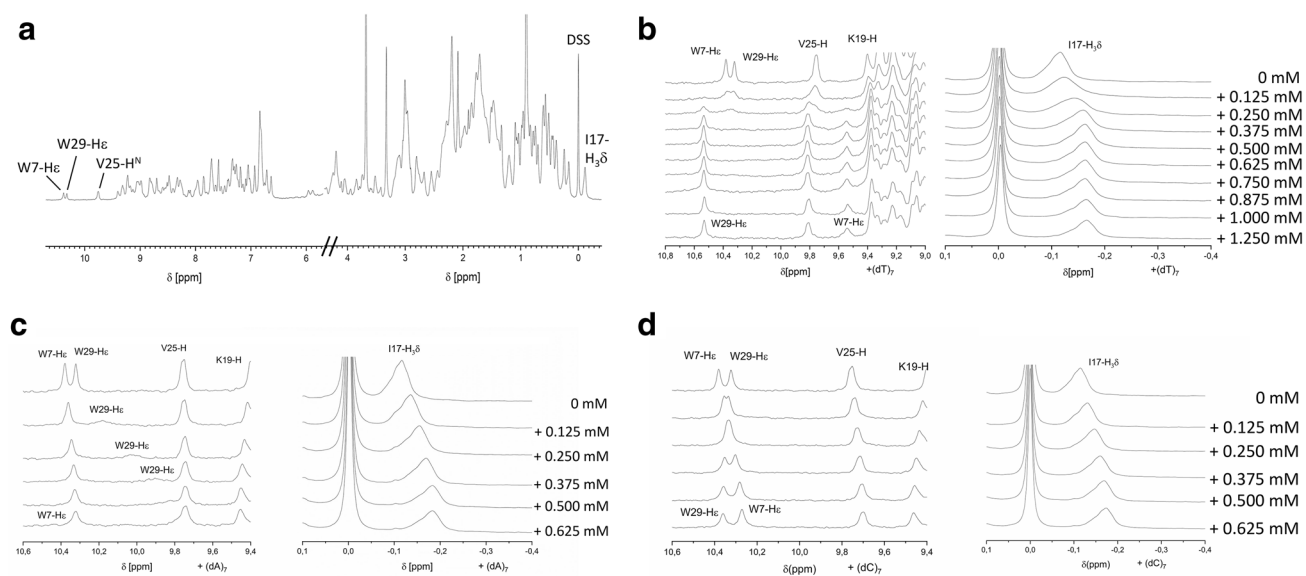 a
DSS
W29-Hε
W7-Hε
V25-Hᴺ
I17-
H₃δ
10
8
6
4
3
2
1
0
δ [ppm]
δ [ppm]
b
W7-Hε
W29-Hε
V25-H
K19-H
I17-H₃δ
0 mM
+ 0.125 mM
+ 0.250 mM
+ 0.375 mM
+ 0.500 mM
+ 0.625 mM
+ 0.750 mM
+ 0.875 mM
+ 1.000 mM
+ 1.250 mM
W29-Hε
W7-Hε
10,8 10,6 10,4 10,2 10,0 9,8 9,6 9,4 9,2 9,0
δ[ppm] +(dT)₇
0,1 0,0 -0,1 -0,2 -0,3 -0,4
δ[ppm] +(dT)₇
c
W7-Hε
W29-Hε
V25-H
K19-H
W29-Hε
W29-Hε
W29-Hε
W7-Hε
10,6 10,4 10,2 10,0 9,8 9,6 9,4
δ [ppm] + (dA)₇
I17-H₃δ
0 mM
+ 0.125 mM
+ 0.250 mM
+ 0.375 mM
+ 0.500 mM
+ 0.625 mM
0,1 0,0 -0,1 -0,2 -0,3 -0,4
δ [ppm] + (dA)₇
d
W7-Hε
W29-Hε
V25-H
K19-H
W29-Hε
W7-Hε
10,6 10,4 10,2 10,0 9,8 9,6 9,4
δ(ppm) + (dC)₇
I17-H₃δ
0 mM
+ 0.125 mM
+ 0.250 mM
+ 0.375 mM
+ 0.500 mM
+ 0.625 mM
0,1 0,0 -0,1 -0,2 -0,3 -0,4
δ(ppm) + (dC)₇